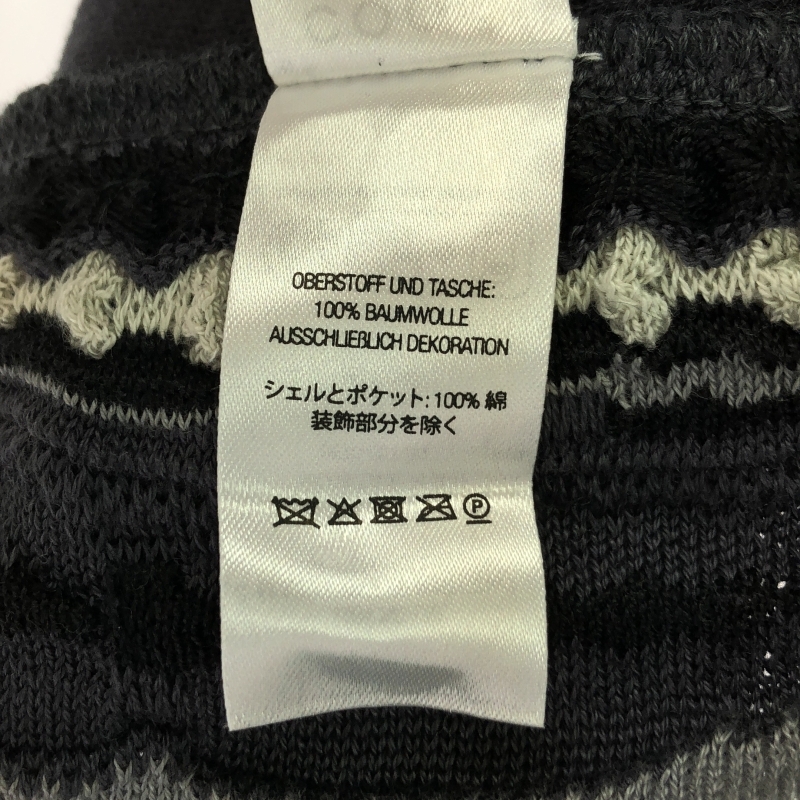 OBERSTOFF UND TASCHE:
100% BAUMWOLLE
AUSSCHLIEßLICH DEKORATION
シェルとポケット:100% 綿
装飾部分を除く
P